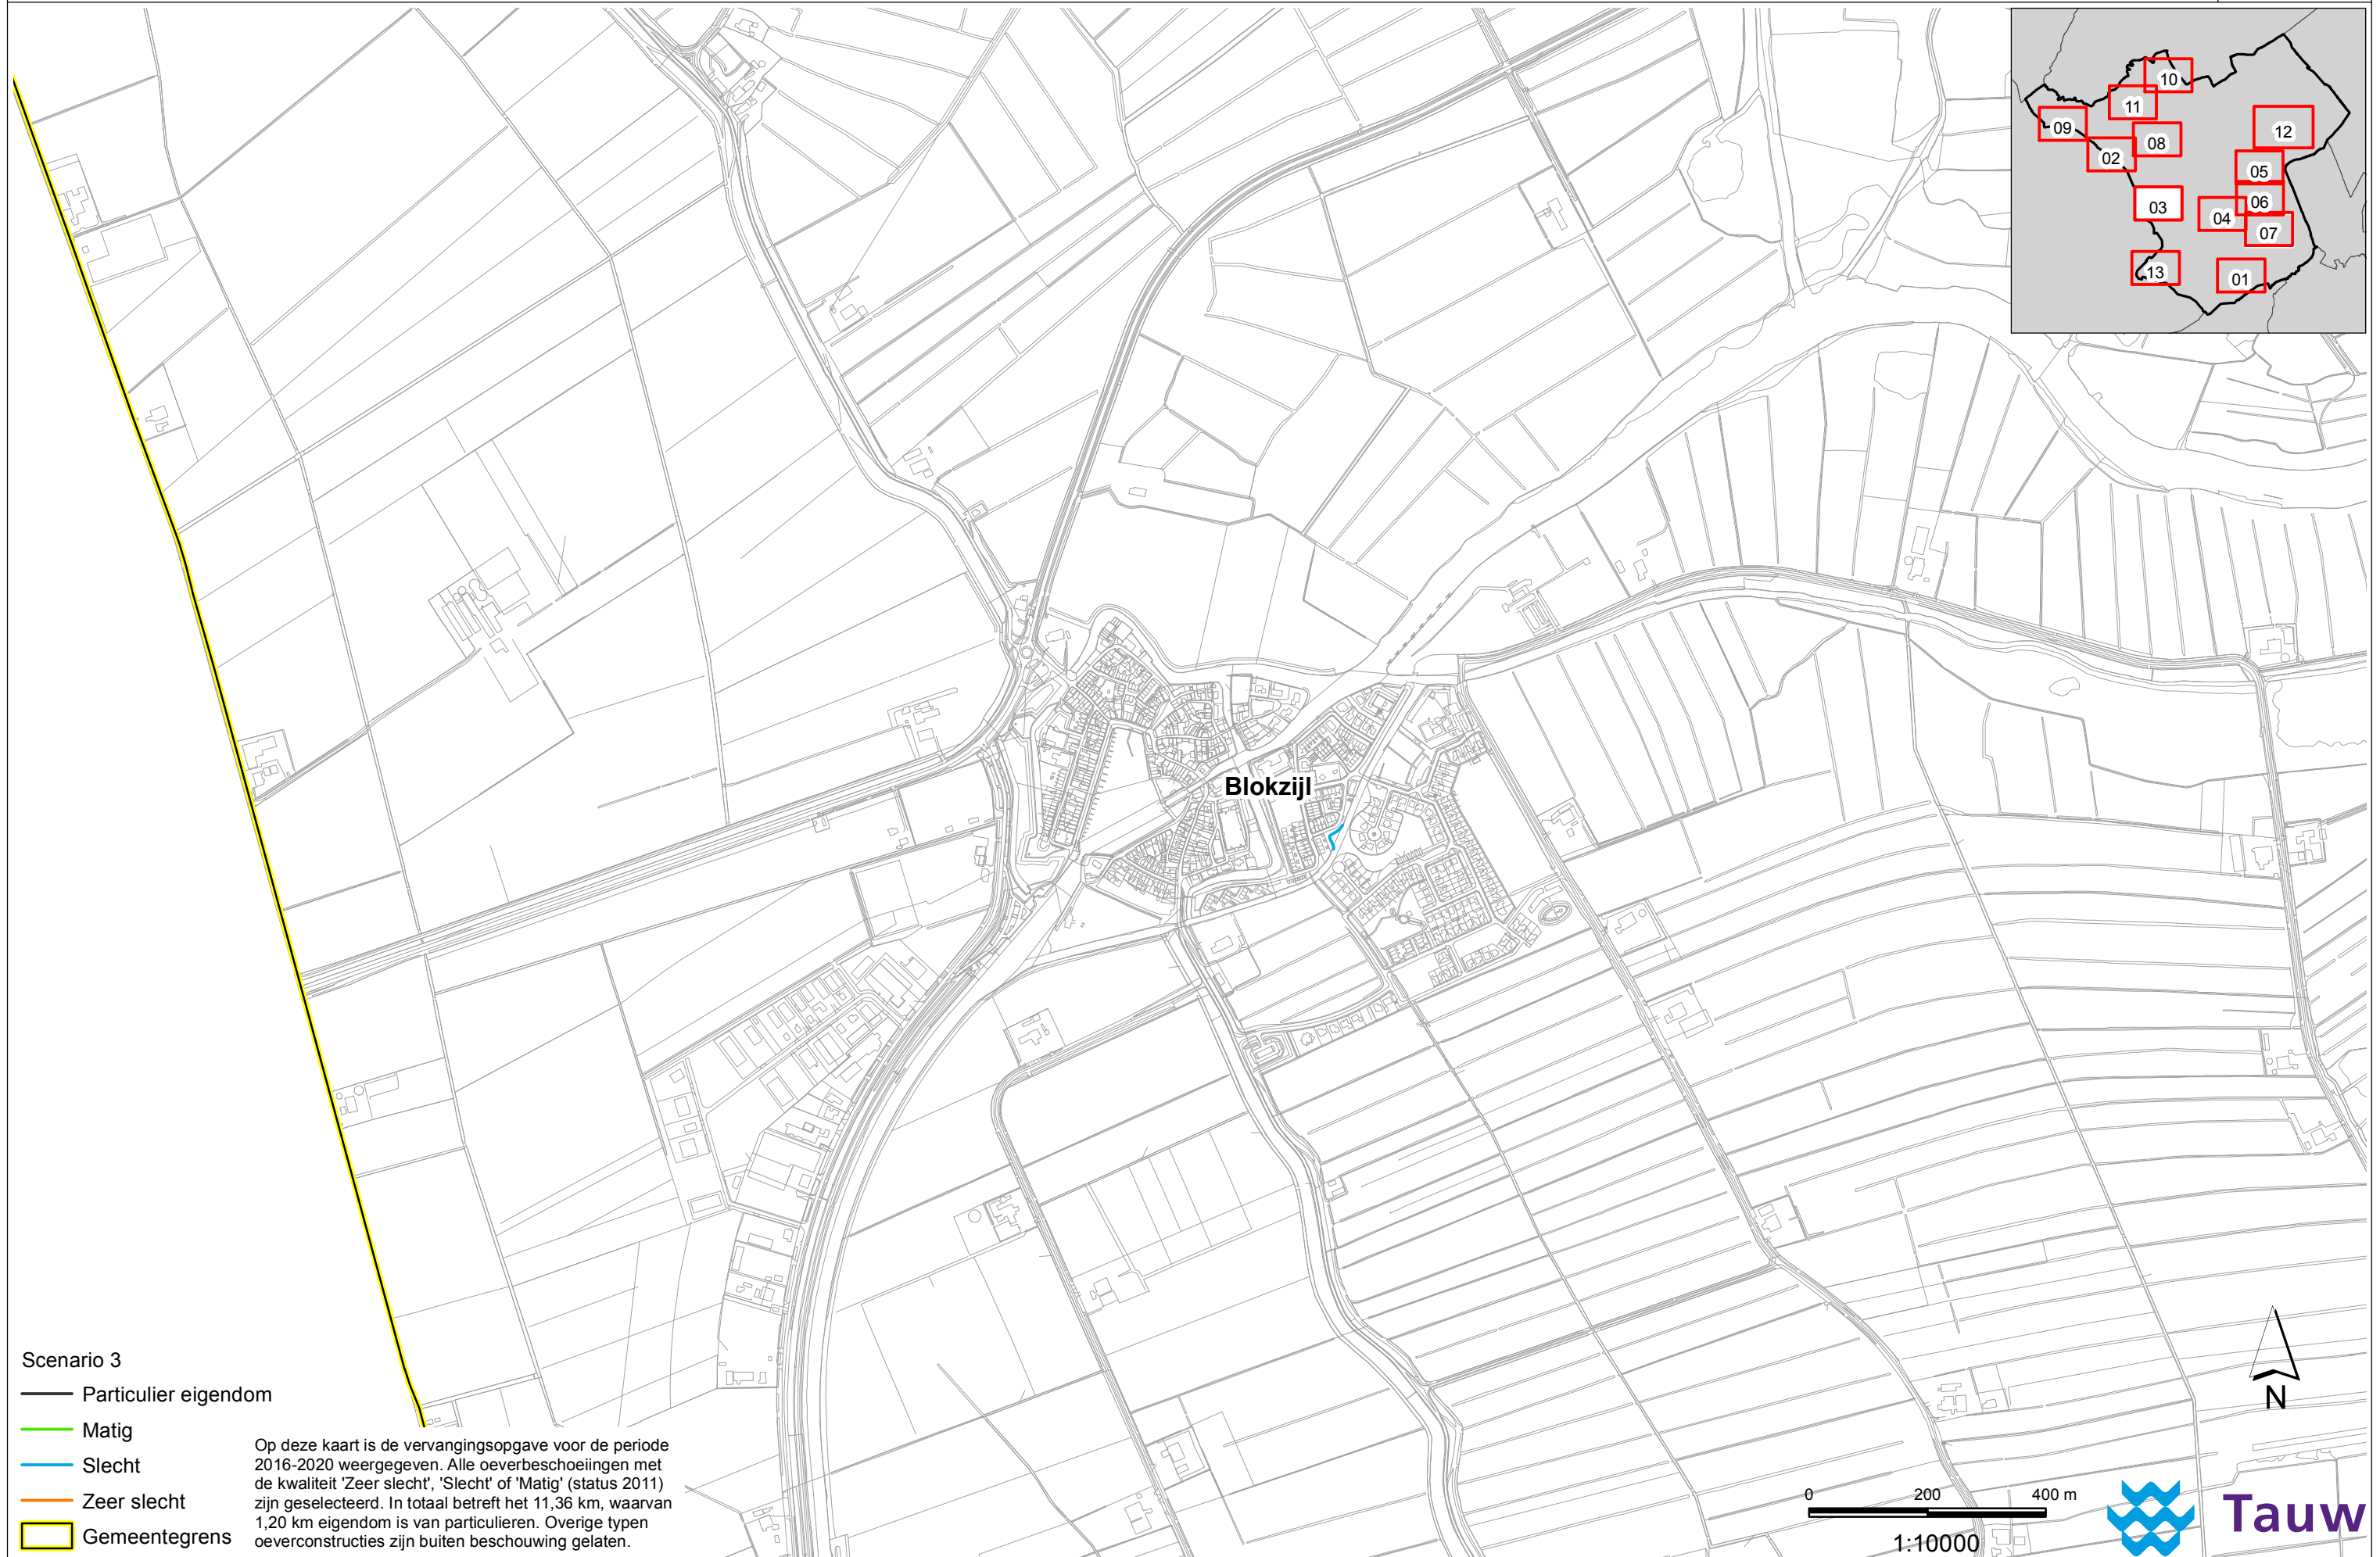 10
11
09
12
08
02
05
03
06
04
07
13
01
Blokzijl
Scenario 3
Particulier eigendom
Matig
Slecht
Zeer slecht
Gemeentegrens
Op deze kaart is de vervangingsopgave voor de periode
2016-2020 weergegeven. Alle oeverbeschoeiingen met
de kwaliteit 'Zeer slecht', 'Slecht' of 'Matig' (status 2011)
zijn geselecteerd. In totaal betreft het 11,36 km, waarvan
1,20 km eigendom is van particulieren. Overige typen
oeverconstructies zijn buiten beschouwing gelaten.
N
0 200 400 m
1:10000
Tauw